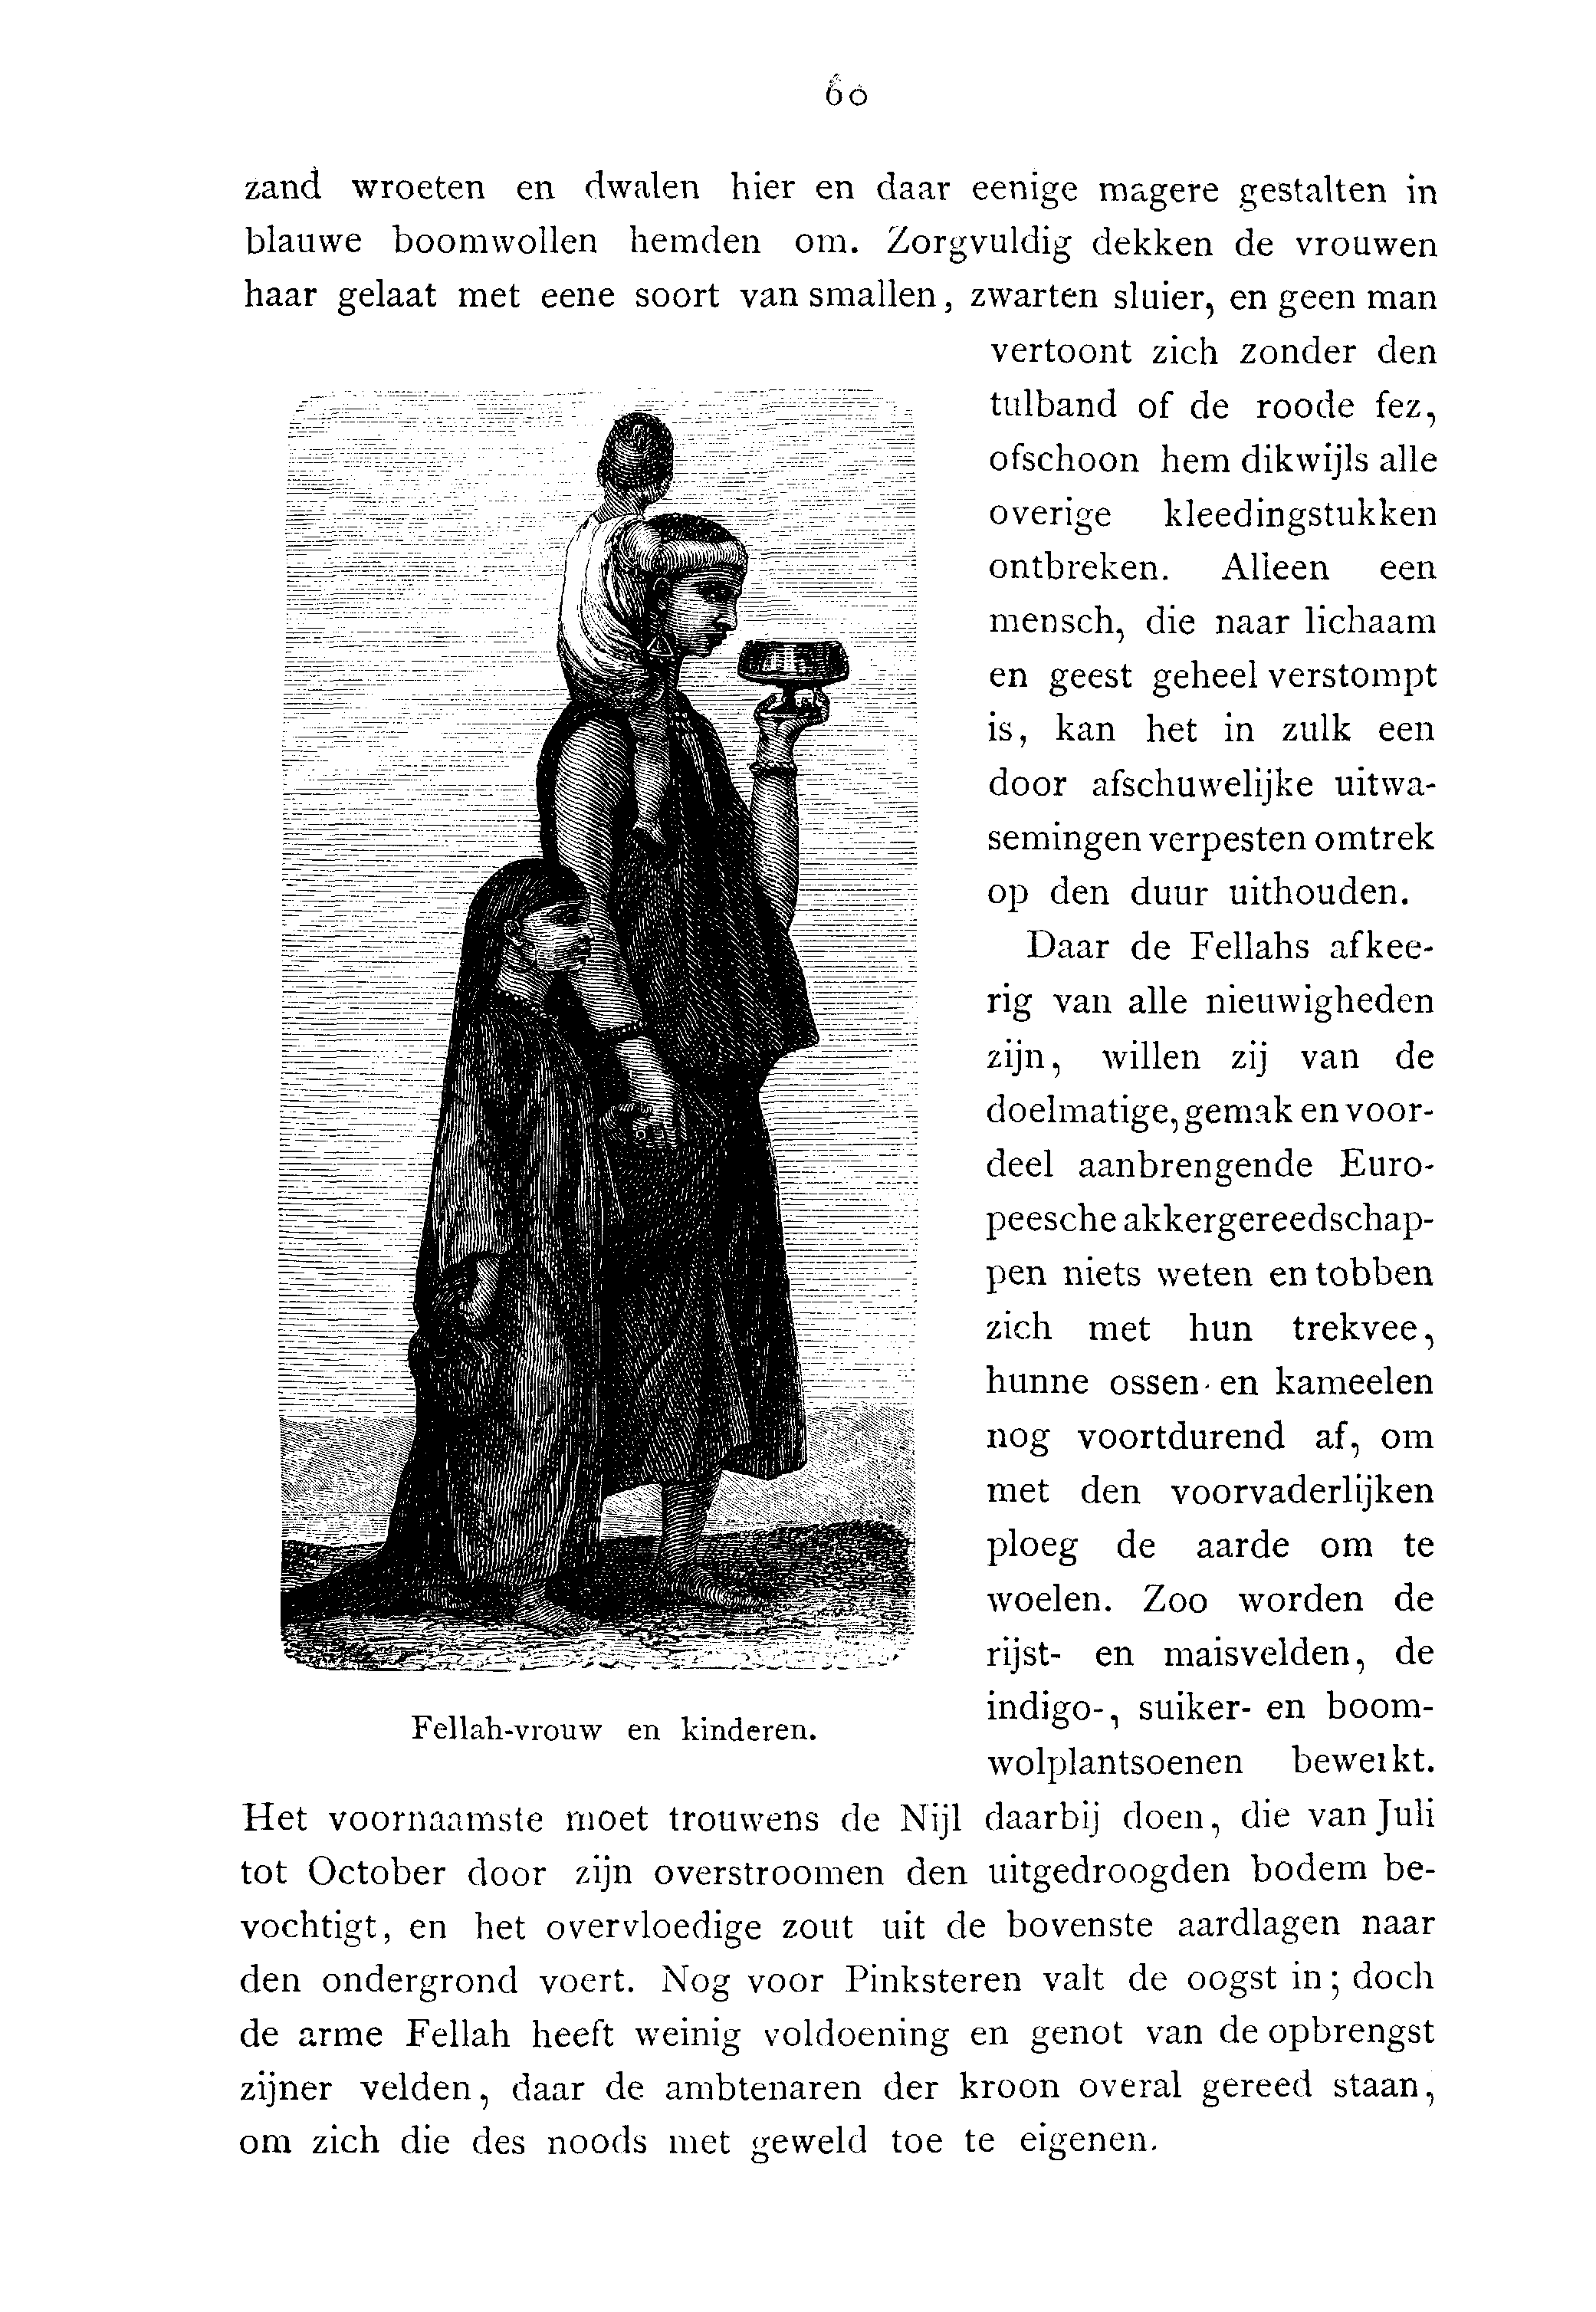 60
zand wroeten en dwalen hier en daar eenige magere gestalten in
blauwe boomwollen hemden om. Zorgvuldig dekken de vrouwen
haar gelaat met eene soort van smallen, zwarten sluier, en geen man
vertoont zich zonder den
tulband of de roode fez,
ofschoon hem dikwijls alle
overige kleedingstukken
ontbreken. Alleen een
mensch, die naar lichaam
en geest geheel verstompt
is, kan het in zulk een
door afschuwelijke uitwa-
semingen verpesten omtrek
op den duur uithouden.
Daar de Fellahs afkee-
rig van alle nieuwigheden
zijn, willen zij van de
doelmatige, gemak en voor-
deel aanbrengende Euro-
peesche akkergereedschap-
pen niets weten en tobben
zich met hun trekvee,
hunne ossen en kameelen
nog voortdurend af, om
met den voorvaderlijken
ploeg de aarde om te
woelen. Zoo worden de
rijst- en maisvelden, de
indigo-, suiker- en boom-
wolplantsoenen bewerkt.
Fellah-vrouw en kinderen.
Het voornaamste moet trouwens de Nijl daarbij doen, die van Juli
tot October door zijn overstroomen den uitgedroogden bodem be-
vochtigt, en het overvloedige zout uit de bovenste aardlagen naar
den ondergrond voert. Nog voor Pinksteren valt de oogst in; doch
de arme Fellah heeft weinig voldoening en genot van de opbrengst
zijner velden, daar de ambtenaren der kroon overal gereed staan,
om zich die des noods met geweld toe te eigenen.